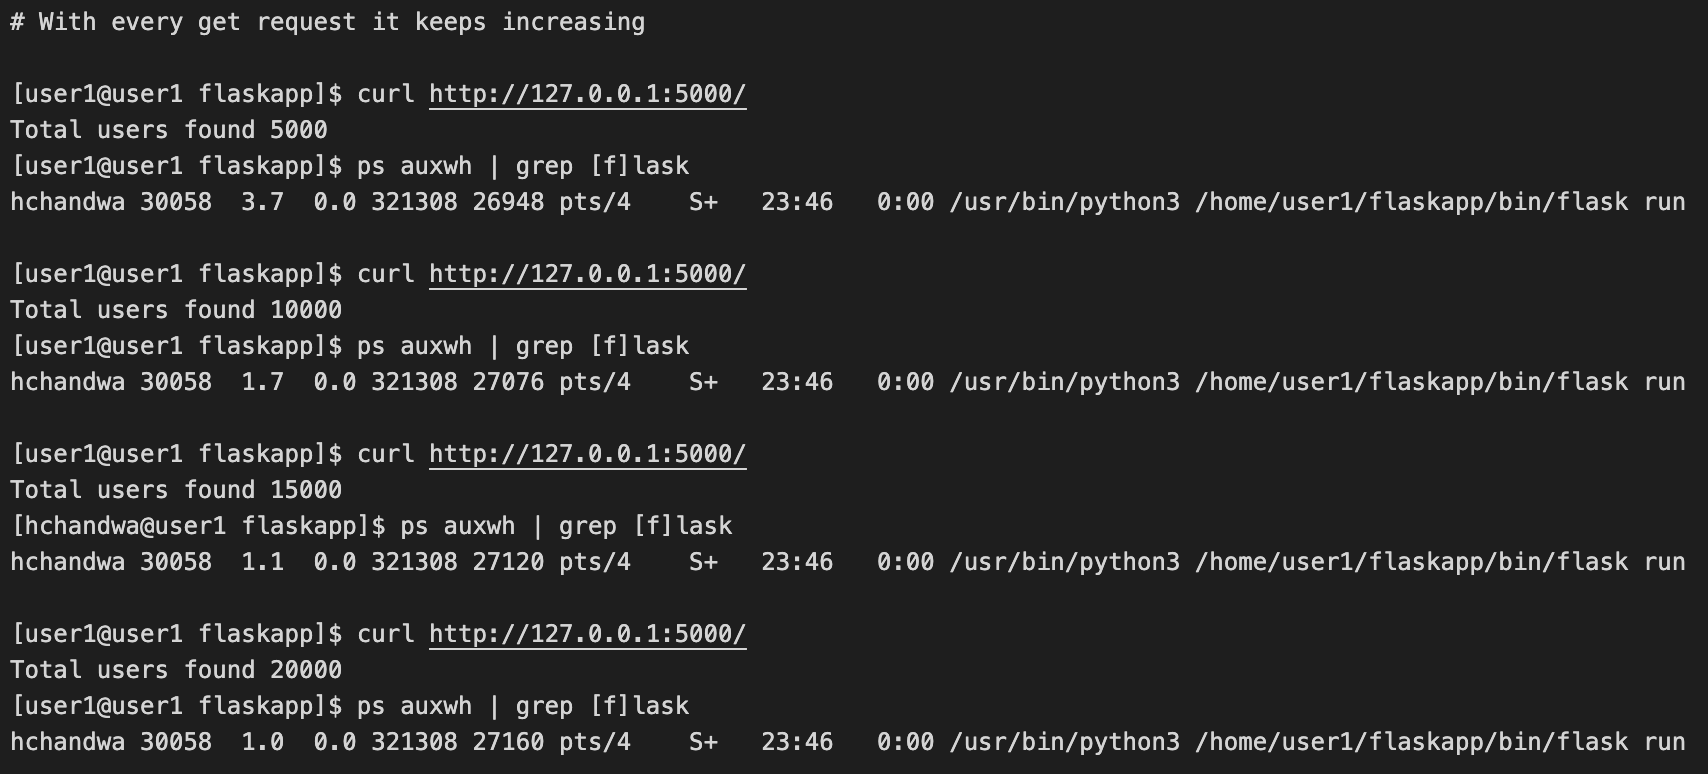 # With every get request it keeps increasing
[user1@user1 flaskapp]$ curl http://127.0.0.1:5000/
Total users found 5000
[user1@user1 flaskapp]$ ps auxwh | grep [f]lask
hchandwa 30058  3.7  0.0 321308 26948 pts/4    S+   23:46   0:00 /usr/bin/python3 /home/user1/flaskapp/bin/flask run
[user1@user1 flaskapp]$ curl http://127.0.0.1:5000/
Total users found 10000
[user1@user1 flaskapp]$ ps auxwh | grep [f]lask
hchandwa 30058  1.7  0.0 321308 27076 pts/4    S+   23:46   0:00 /usr/bin/python3 /home/user1/flaskapp/bin/flask run
[user1@user1 flaskapp]$ curl http://127.0.0.1:5000/
Total users found 15000
[hchandwa@user1 flaskapp]$ ps auxwh | grep [f]lask
hchandwa 30058  1.1  0.0 321308 27120 pts/4    S+   23:46   0:00 /usr/bin/python3 /home/user1/flaskapp/bin/flask run
[user1@user1 flaskapp]$ curl http://127.0.0.1:5000/
Total users found 20000
[user1@user1 flaskapp]$ ps auxwh | grep [f]lask
hchandwa 30058  1.0  0.0 321308 27160 pts/4    S+   23:46   0:00 /usr/bin/python3 /home/user1/flaskapp/bin/flask run